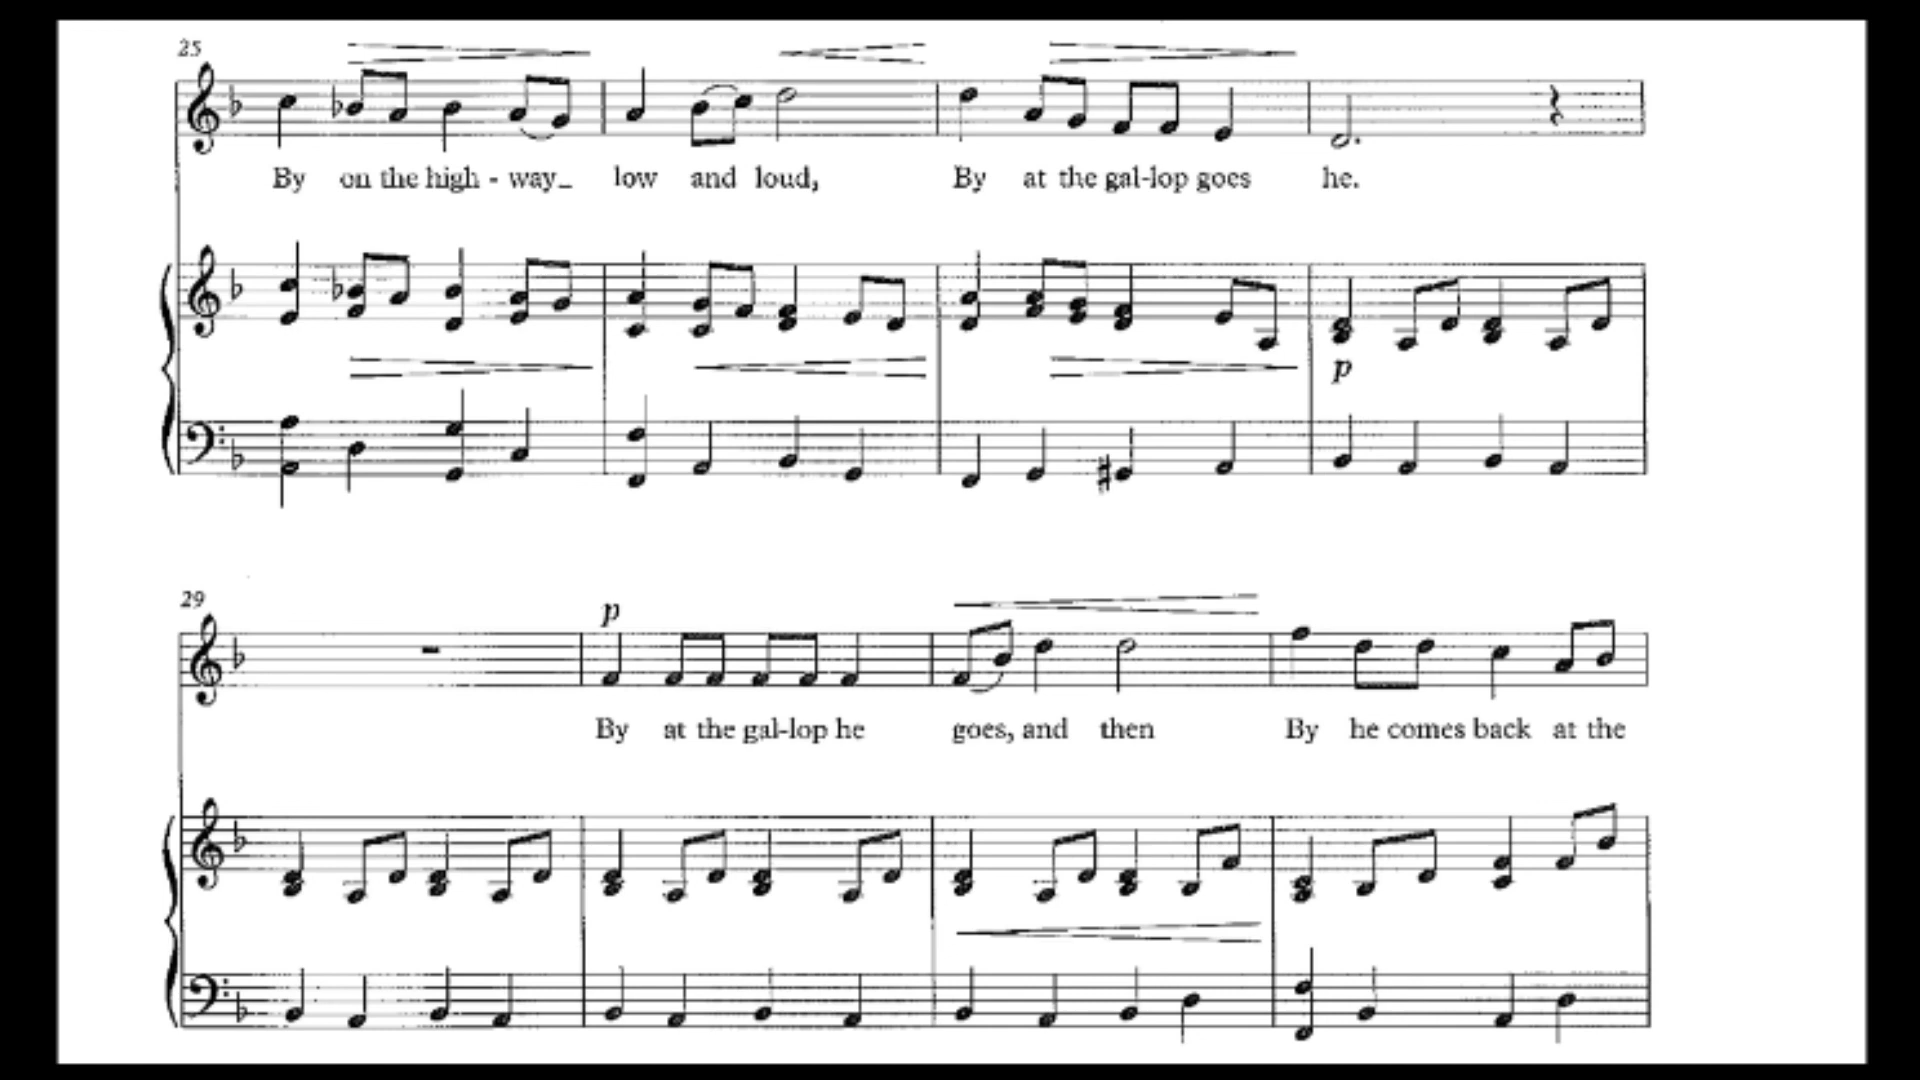 25
By on the high - way_ low and loud, By at the gal-lop goes he.
p
29
p
By at the gal-lop he goes, and then By he comes back at the